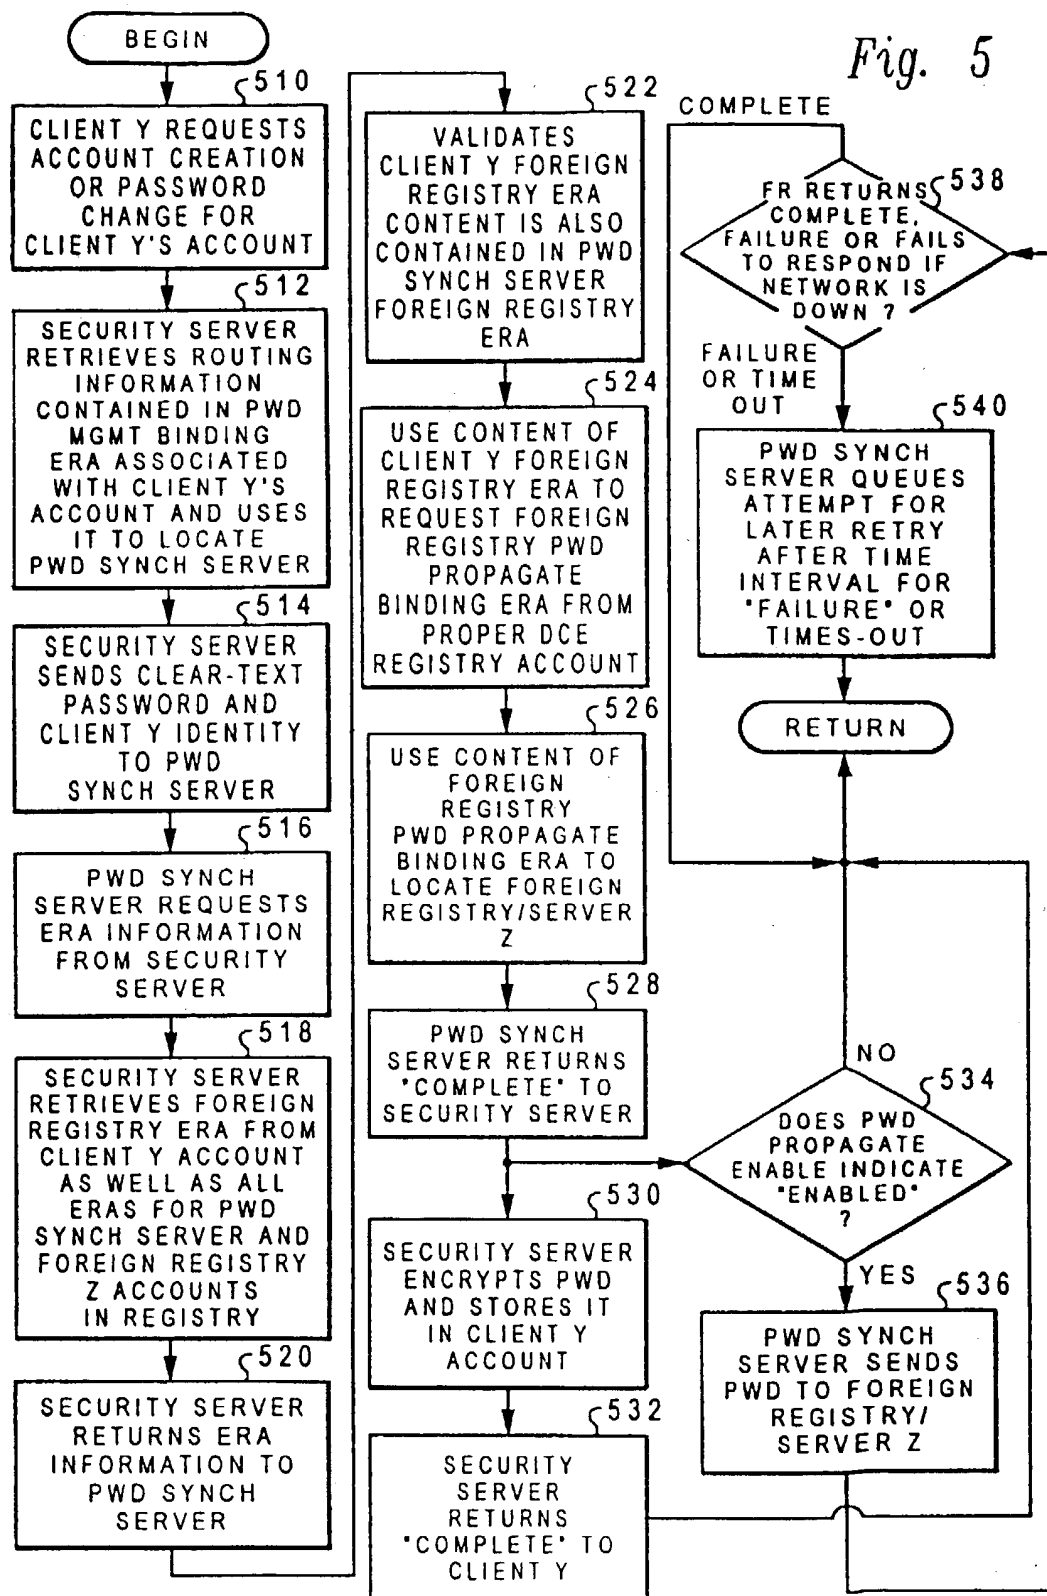 Fig. 5
BEGIN
510
CLIENT Y REQUESTS
ACCOUNT CREATION
OR PASSWORD
CHANGE FOR
CLIENT Y'S ACCOUNT
512
SECURITY SERVER
RETRIEVES ROUTING
INFORMATION
CONTAINED IN PWD
MGMT BINDING
ERA ASSOCIATED
WITH CLIENT Y'S
ACCOUNT AND USES
IT TO LOCATE
PWD SYNCH SERVER
514
SECURITY SERVER
SENDS CLEAR-TEXT
PASSWORD AND
CLIENT Y IDENTITY
TO PWD
SYNCH SERVER
516
PWD SYNCH
SERVER REQUESTS
ERA INFORMATION
FROM SECURITY
SERVER
518
SECURITY SERVER
RETRIEVES FOREIGN
REGISTRY ERA FROM
CLIENT Y ACCOUNT
AS WELL AS ALL
ERAS FOR PWD
SYNCH SERVER AND
FOREIGN REGISTRY
Z ACCOUNTS
IN REGISTRY
520
SECURITY SERVER
RETURNS ERA
INFORMATION TO
PWD SYNCH
SERVER
522
VALIDATES
CLIENT Y FOREIGN
REGISTRY ERA
CONTENT IS ALSO
CONTAINED IN PWD
SYNCH SERVER
FOREIGN REGISTRY
ERA
524
USE CONTENT OF
CLIENT Y FOREIGN
REGISTRY ERA TO
REQUEST FOREIGN
REGISTRY PWD
PROPAGATE
BINDING ERA FROM
PROPER DCE
REGISTRY ACCOUNT
526
USE CONTENT OF
FOREIGN
REGISTRY
PWD PROPAGATE
BINDING ERA TO
LOCATE FOREIGN
REGISTRY/SERVER
Z
528
PWD SYNCH
SERVER RETURNS
"COMPLETE" TO
SECURITY SERVER
530
SECURITY SERVER
ENCRYPTS PWD
AND STORES IT
IN CLIENT Y
ACCOUNT
532
SECURITY
SERVER
RETURNS
"COMPLETE" TO
CLIENT Y
COMPLETE
538
FR RETURNS
COMPLETE,
FAILURE OR FAILS
TO RESPOND IF
NETWORK IS
DOWN ?
FAILURE
OR TIME
OUT
540
PWD SYNCH
SERVER QUEUES
ATTEMPT FOR
LATER RETRY
AFTER TIME
INTERVAL FOR
"FAILURE" OR
TIMES-OUT
RETURN
NO
534
DOES PWD
PROPAGATE
ENABLE INDICATE
"ENABLED"
?
YES
536
PWD SYNCH
SERVER SENDS
PWD TO FOREIGN
REGISTRY/
SERVER Z